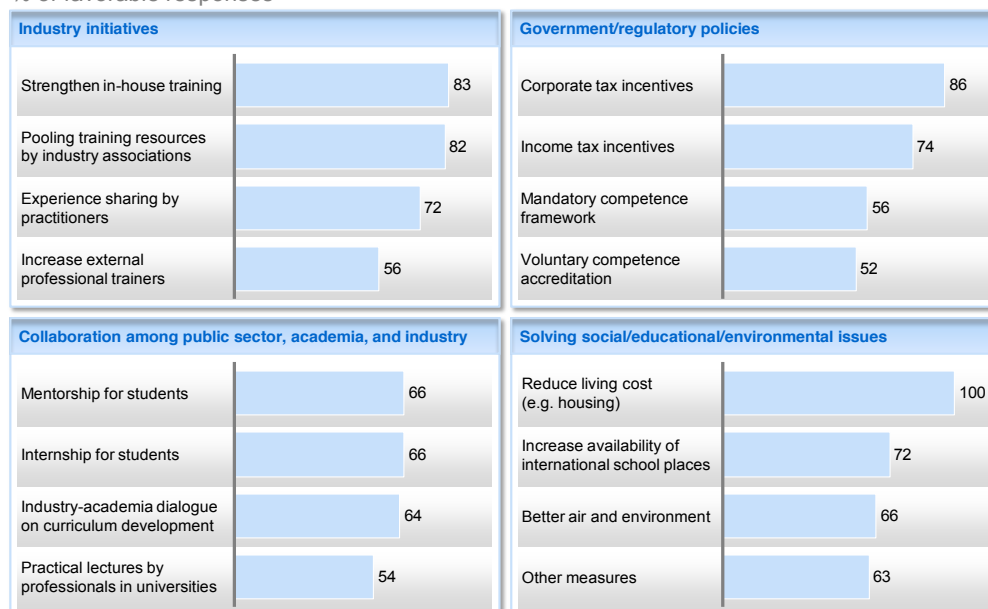 % of favorable responses
Industry initiatives
Strengthen in-house training
83
Pooling training resources
by industry associations
82
Experience sharing by
practitioners
72
Increase external
professional trainers
56
Government/regulatory policies
Corporate tax incentives
86
Income tax incentives
74
Mandatory competence
framework
56
Voluntary competence
accreditation
52
Collaboration among public sector, academia, and industry
Mentorship for students
66
Internship for students
66
Industry-academia dialogue
on curriculum development
64
Practical lectures by
professionals in universities
54
Solving social/educational/environmental issues
Reduce living cost
(e.g. housing)
100
Increase availability of
international school places
72
Better air and environment
66
Other measures
63